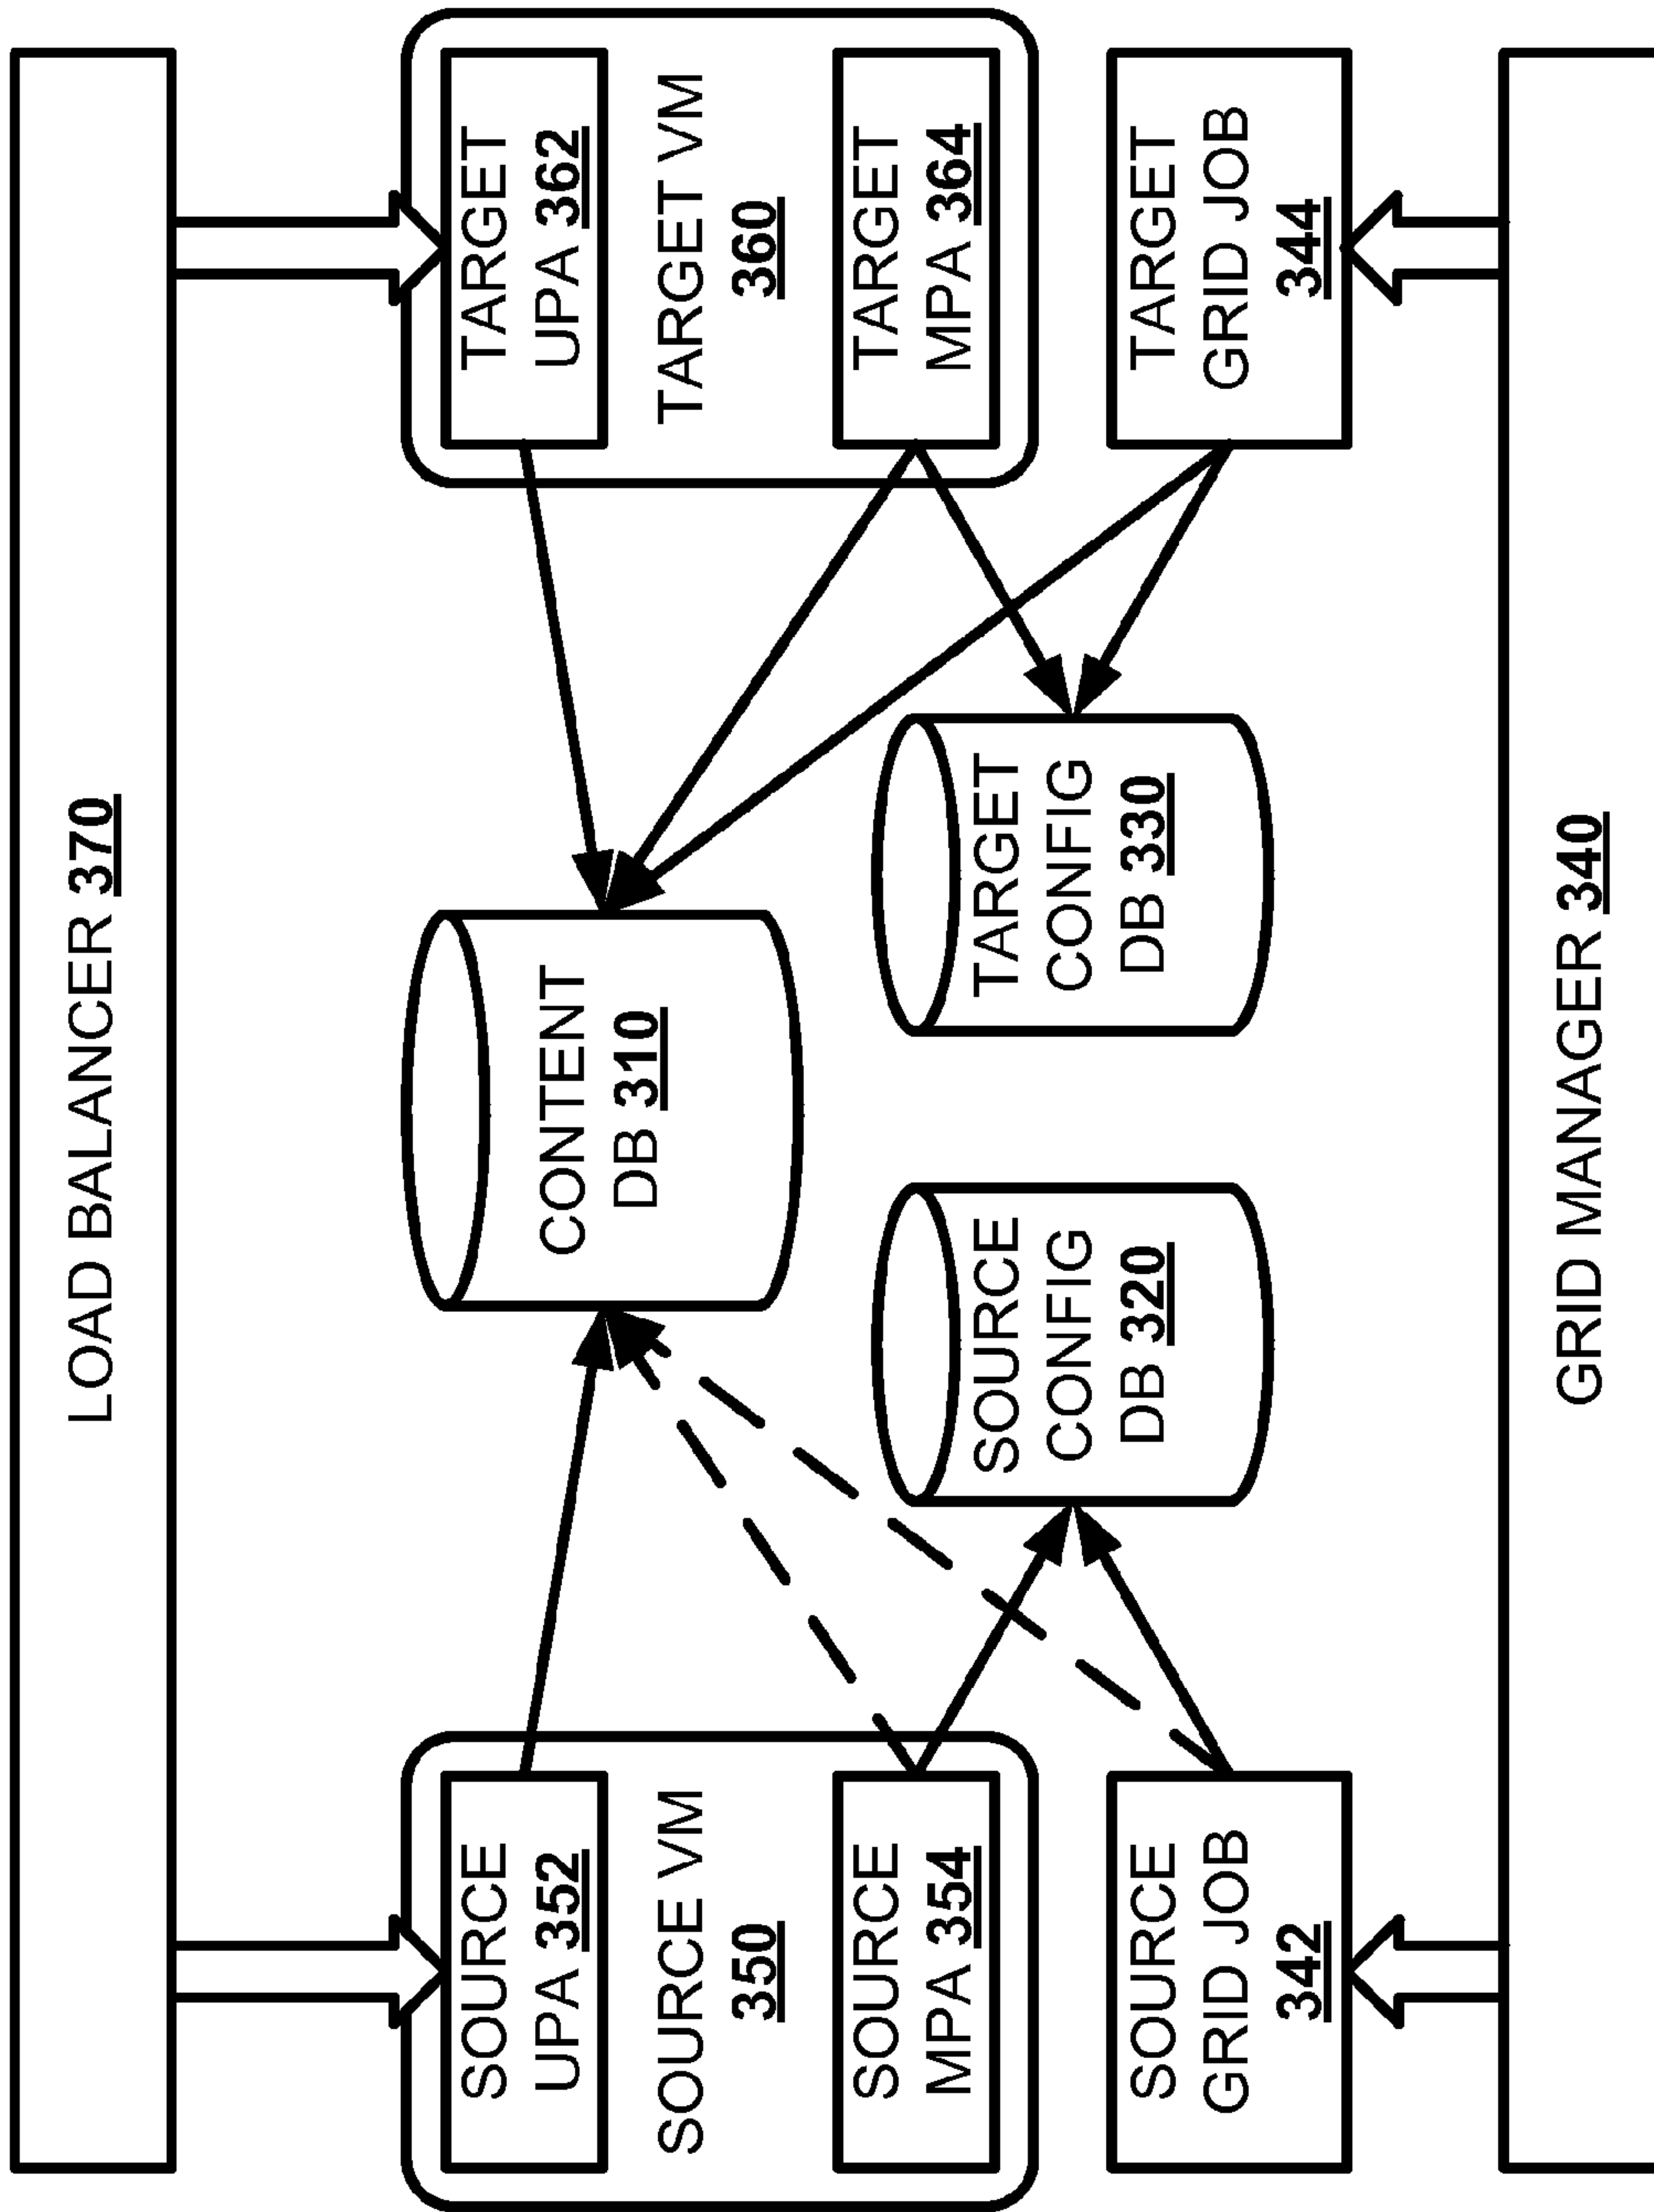 LOAD BALANCER 370
SOURCE
UPA 352
SOURCE VM
350
SOURCE
MPA 354
CONTENT
DB 310
TARGET
UPA 362
TARGET VM
360
TARGET
MPA 364
SOURCE
CONFIG
DB 320
TARGET
CONFIG
DB 330
SOURCE
GRID JOB
342
TARGET
GRID JOB
344
GRID MANAGER 340